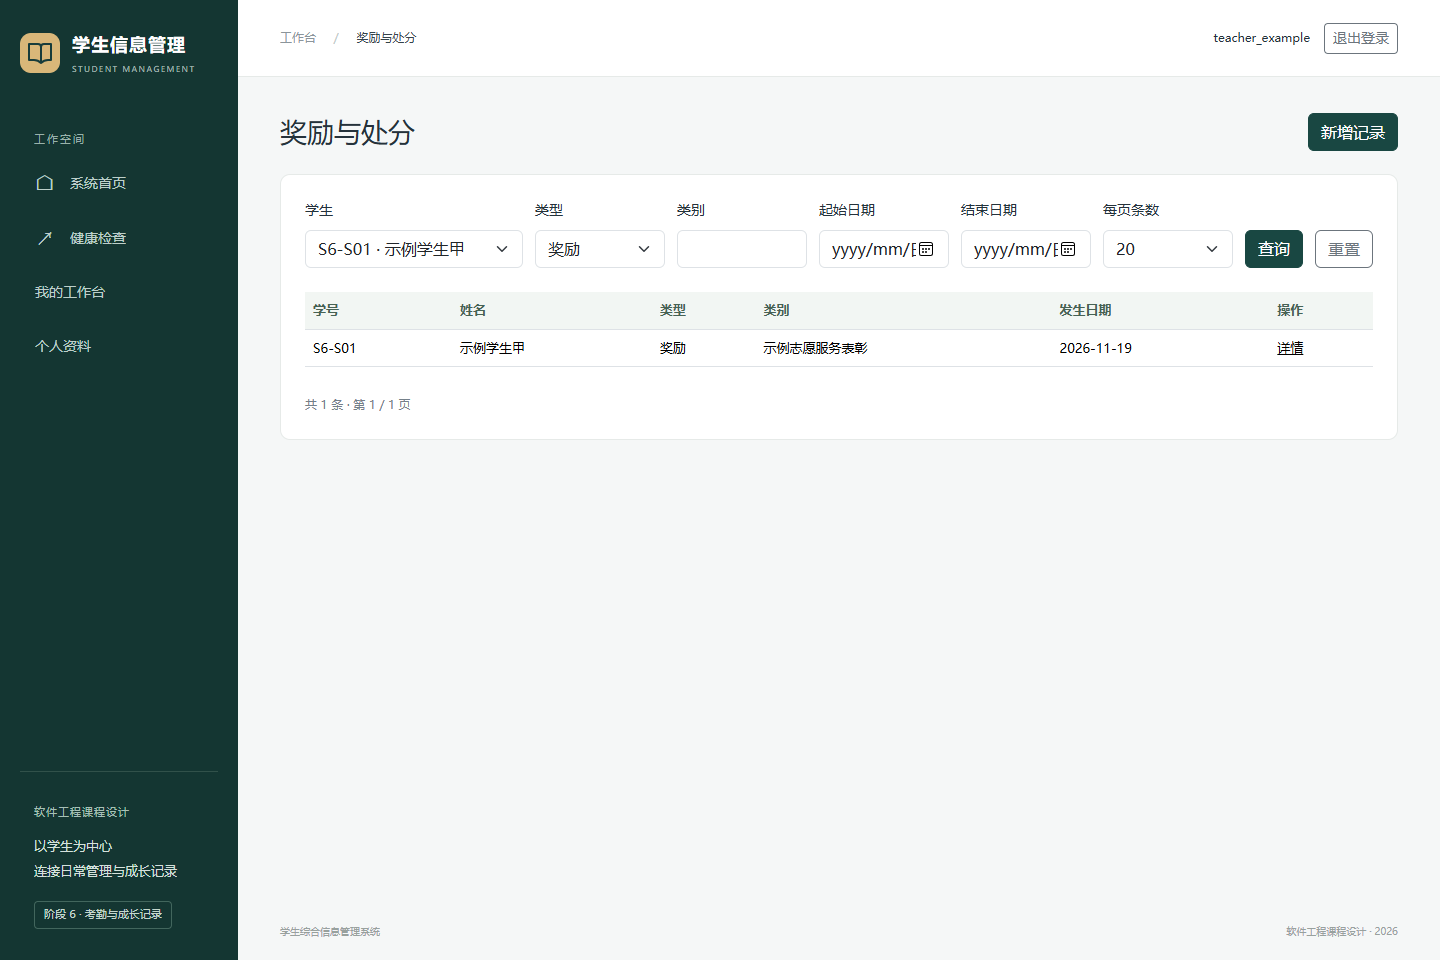 学生信息管理
STUDENT MANAGEMENT
工作空间
系统首页
健康检查
我的工作台
个人资料
软件工程课程设计
以学生为中心
连接日常管理与成长记录
阶段 6 · 考勤与成长记录
工作台 / 奖励与处分
teacher_example 退出登录
奖励与处分 新增记录
学生 类型 类别 起始日期 结束日期 每页条数
S6-S01 · 示例学生甲 奖励 yyyy/mm/ yyyy/mm/ 20 查询 重置
学号 姓名 类型 类别 发生日期 操作
S6-S01 示例学生甲 奖励 示例志愿服务表彰 2026-11-19 详情
共 1 条 · 第 1 / 1 页
学生综合信息管理系统 软件工程课程设计 · 2026